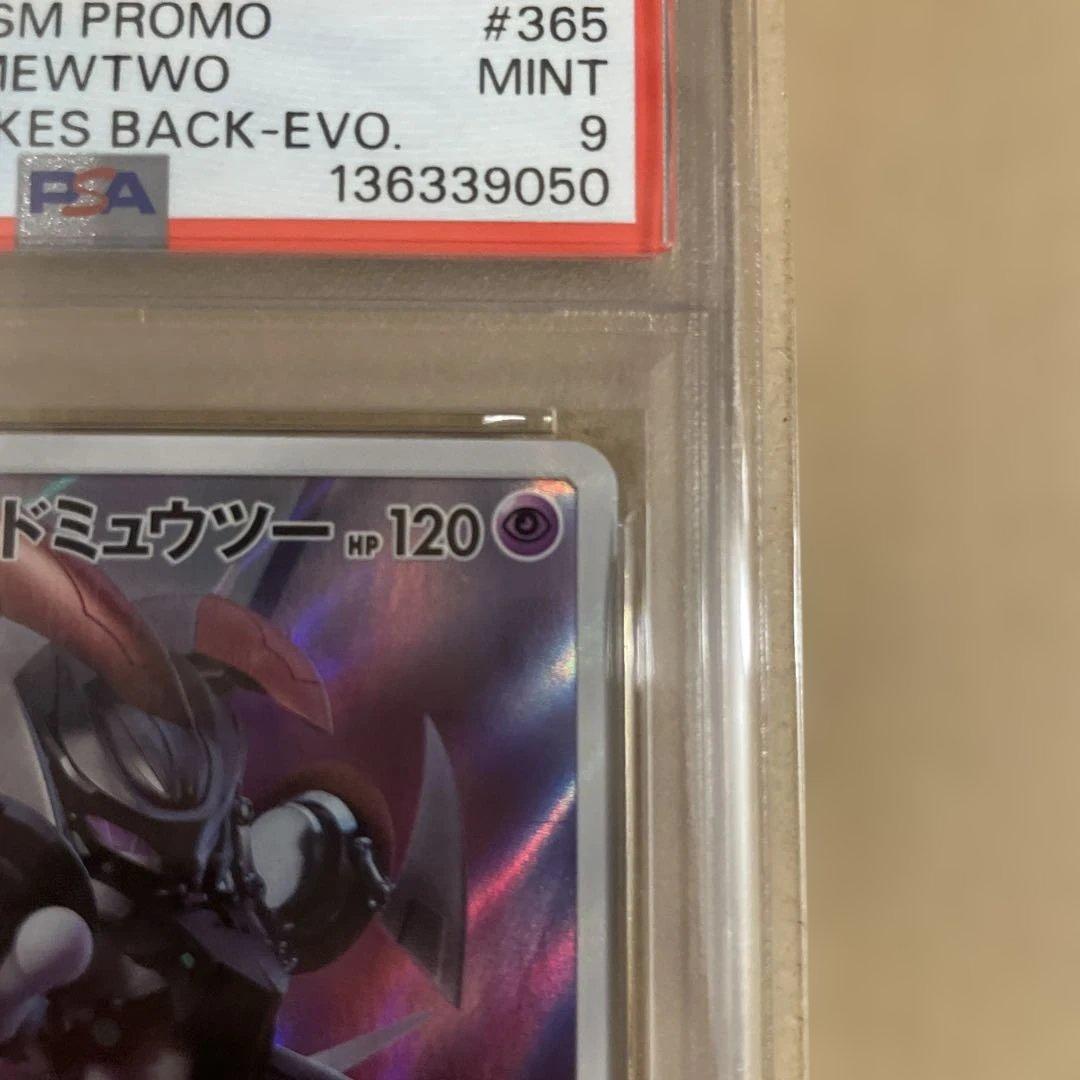 SM PROMO #365
MEWTWO MINT
KES BACK-EVO. 9
PSA 136339050
ドミュウツー HP 120